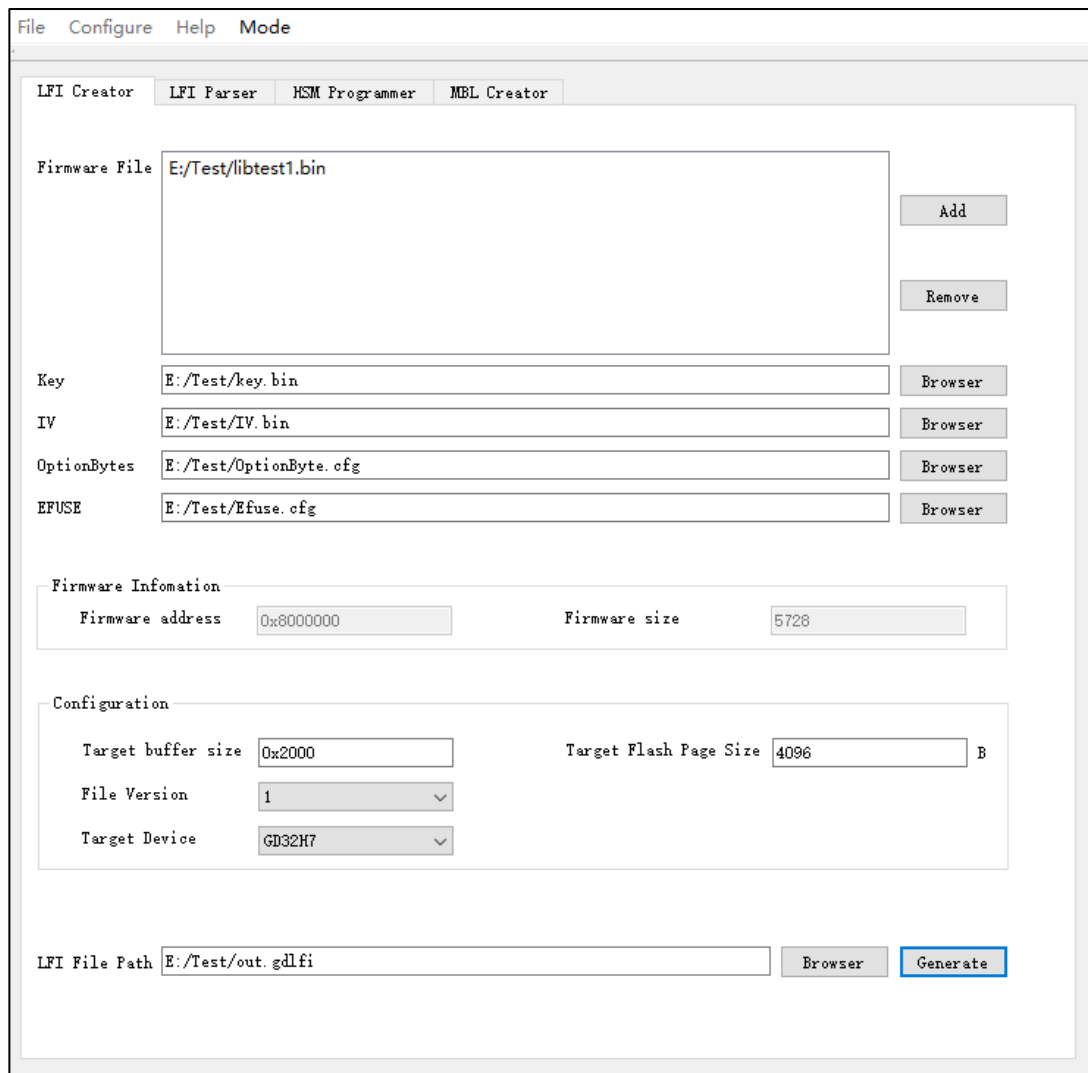 File Configure Help Mode
LFI Creator LFI Parser HSM Programmer MBL Creator
Firmware File E:/Test/libtest1.bin
Add
Remove
Key E:/Test/key.bin Browser
IV E:/Test/IV.bin Browser
OptionBytes E:/Test/OptionByte.cfg Browser
EFUSE E:/Test/Efuse.cfg Browser
Firmware Infomation
Firmware address 0x8000000 Firmware size 5728
Configuration
Target buffer size 0x2000 Target Flash Page Size 4096 B
File Version 1
Target Device GD32H7
LFI File Path E:/Test/out.gdlfi Browser Generate